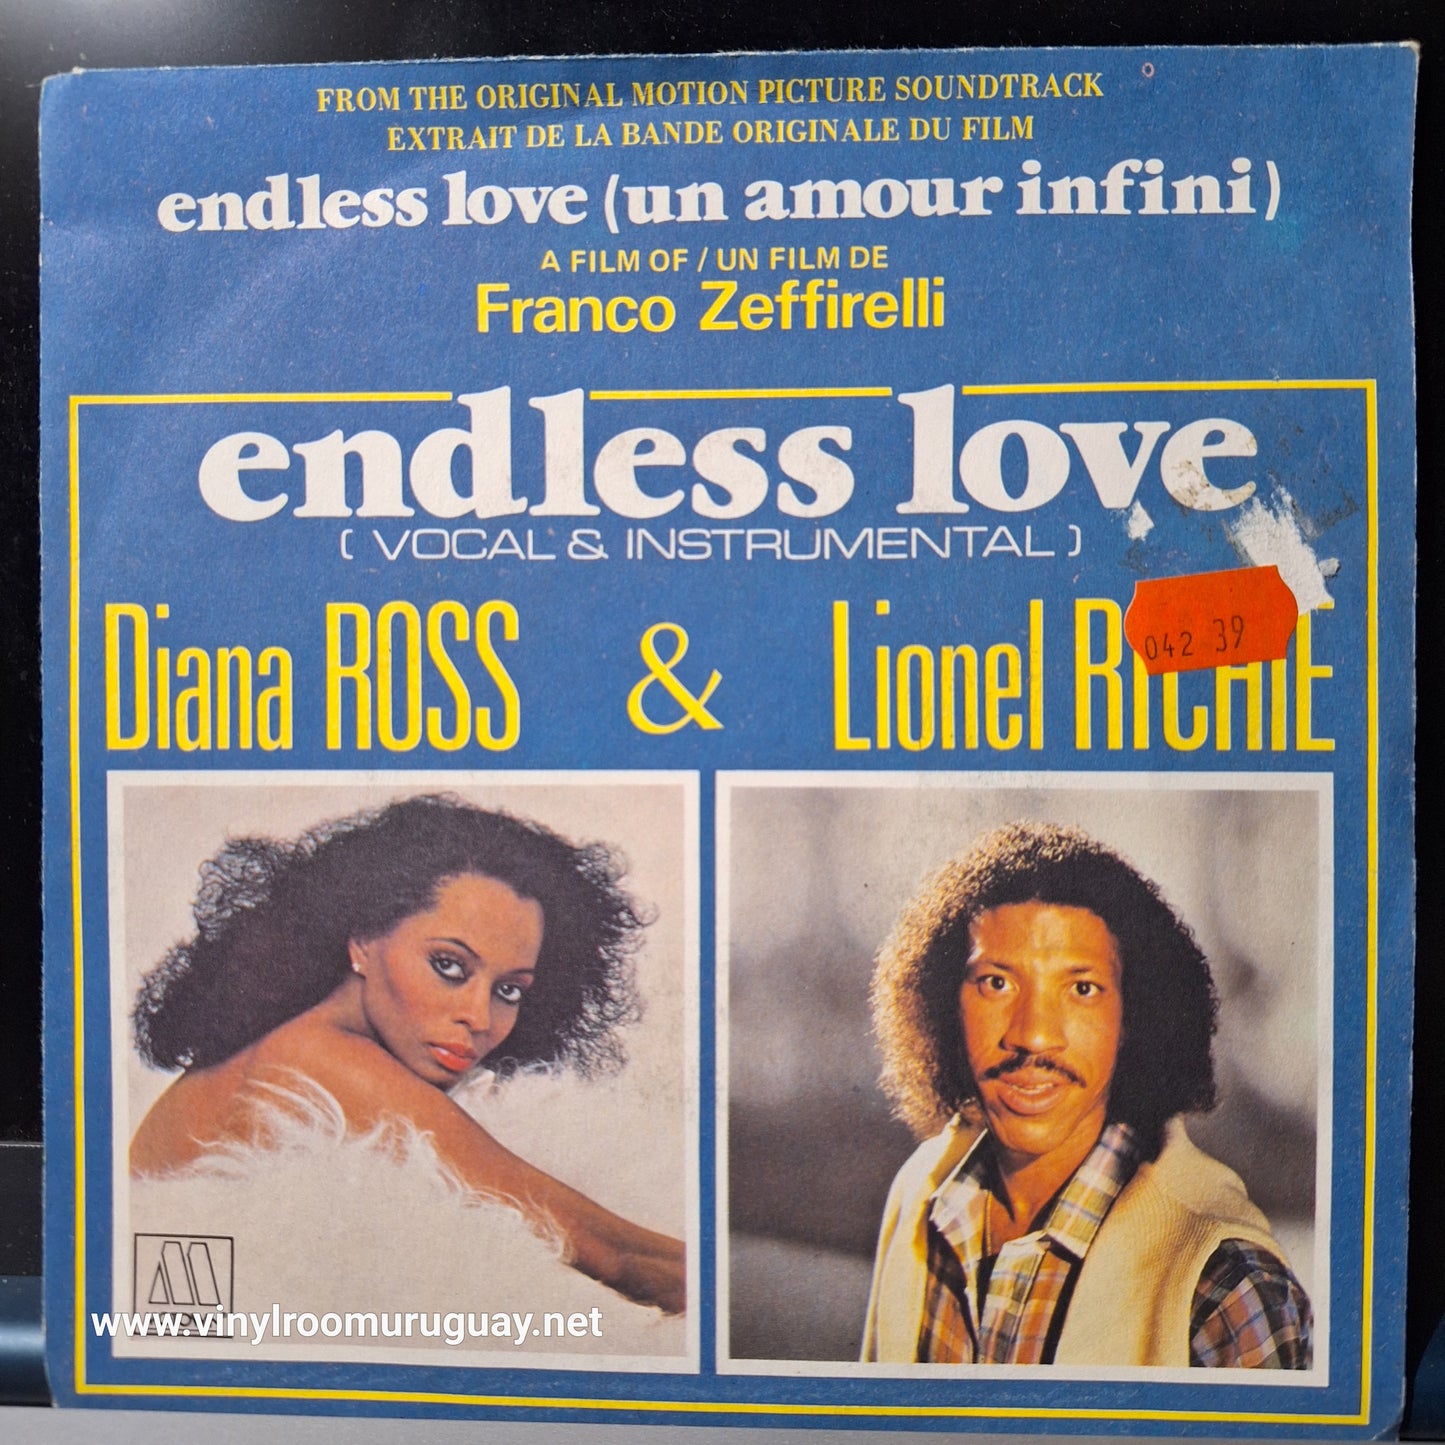 FROM THE ORIGINAL MOTION PICTURE SOUNDTRACK
EXTRAIT DE LA BANDE ORIGINALE DU FILM
endless love (un amour infini)
A FILM OF / UN FILM DE
Franco Zeffirelli
endless love
( VOCAL & INSTRUMENTAL )
Diana ROSS & Lionel RICHIE
042 39
www.vinylroomuruguay.net